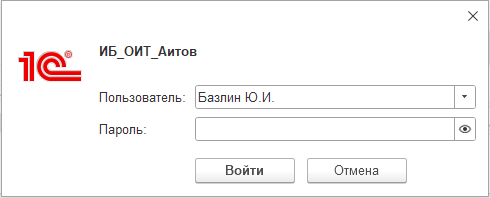 ИБ_ОИТ_Аитов
1С®
Пользователь: Базлин Ю.И.
Пароль:
Войти Отмена